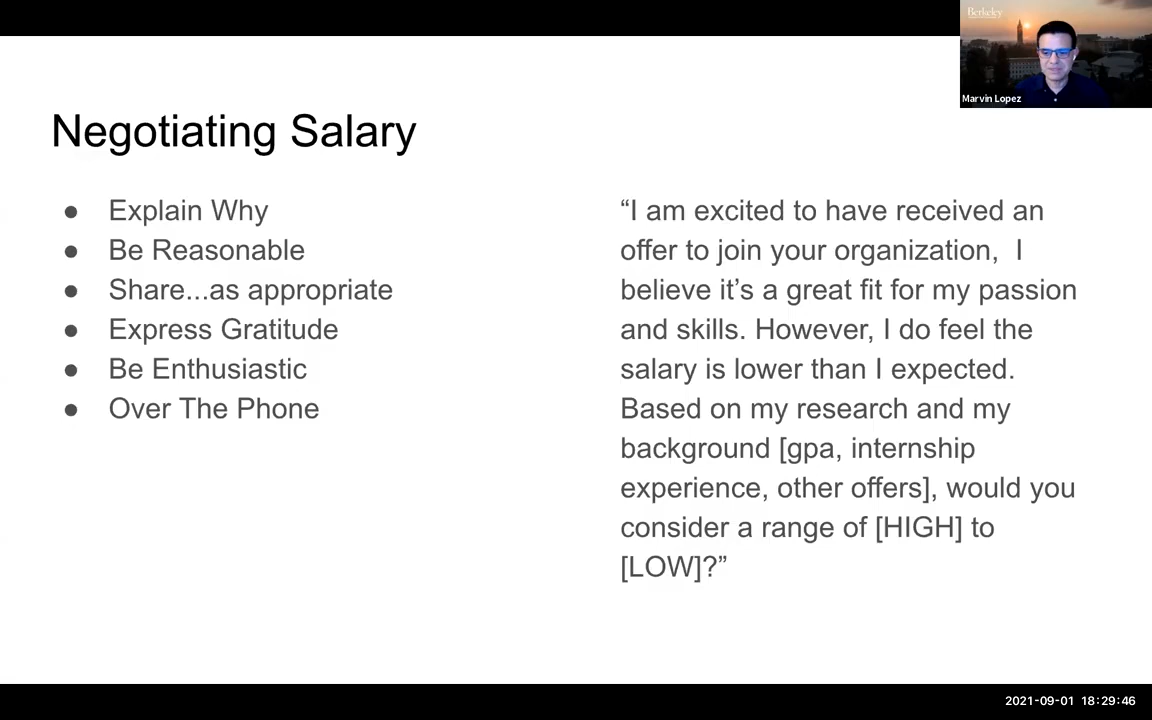 Berkeley
Marvin Lopez
Negotiating Salary
● Explain Why
● Be Reasonable
● Share...as appropriate
● Express Gratitude
● Be Enthusiastic
● Over The Phone
“I am excited to have received an
offer to join your organization,  I
believe it’s a great fit for my passion
and skills. However, I do feel the
salary is lower than I expected.
Based on my research and my
background [gpa, internship
experience, other offers], would you
consider a range of [HIGH] to
[LOW]?”
2021-09-01 18:29:46